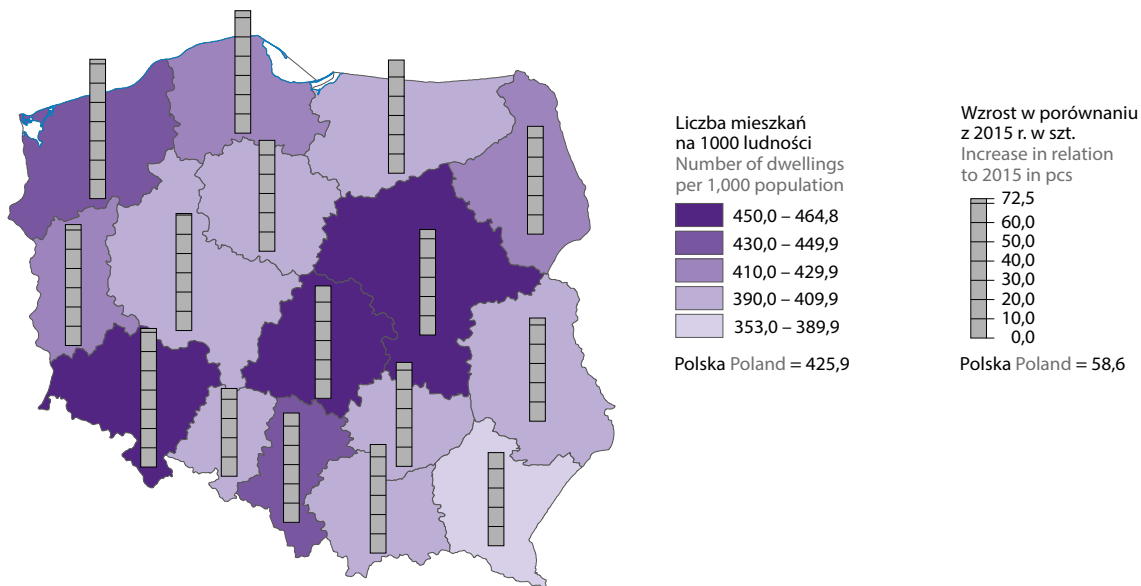 Liczba mieszkań
na 1000 ludności
Number of dwellings
per 1,000 population
450,0 – 464,8
430,0 – 449,9
410,0 – 429,9
390,0 – 409,9
353,0 – 389,9
Polska Poland = 425,9
Wzrost w porównaniu
z 2015 r. w szt.
Increase in relation
to 2015 in pcs
72,5
60,0
50,0
40,0
30,0
20,0
10,0
0,0
Polska Poland = 58,6